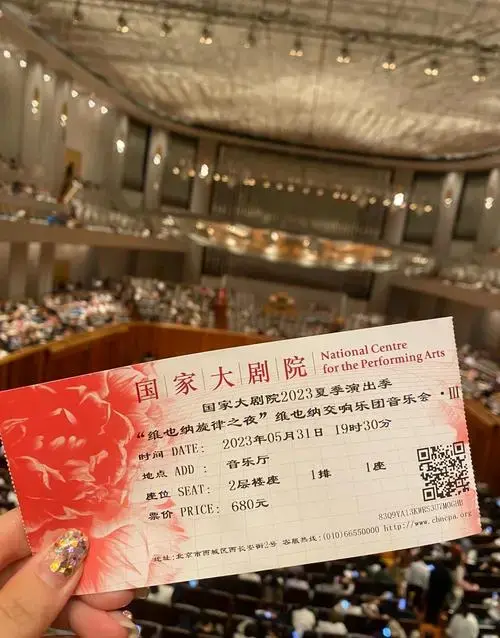 国家大剧院 National Centre
for the Performing Arts
国家大剧院2023夏季演出季
“维也纳旋律之夜”维也纳交响乐团音乐会·III
时间 DATE: 2023年05月31日 19时30分
地点 ADD : 音乐厅
座位 SEAT: 2层楼座 1排 1座
票价 PRICE: 680元
地址:北京市西城区西长安街2号 客服热线:(010)66550000 http://www.chncpa.org